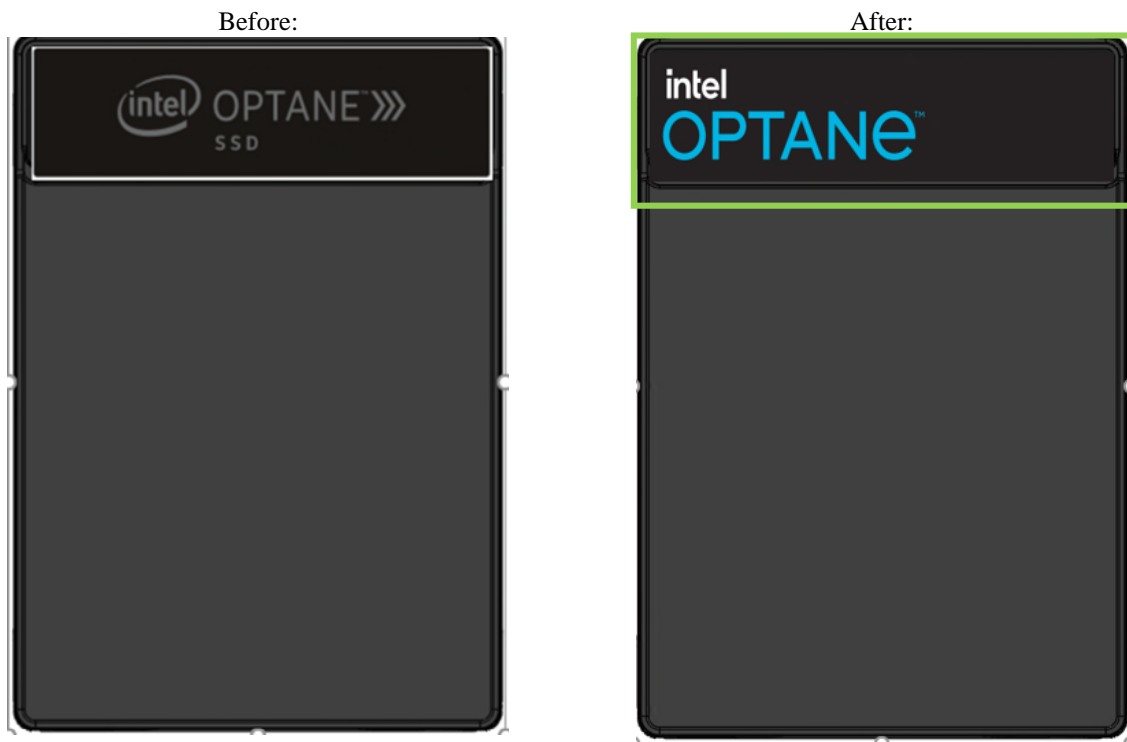 Before:
After:
intel OPTANE™ »»
SSD
intel
OPTANE™